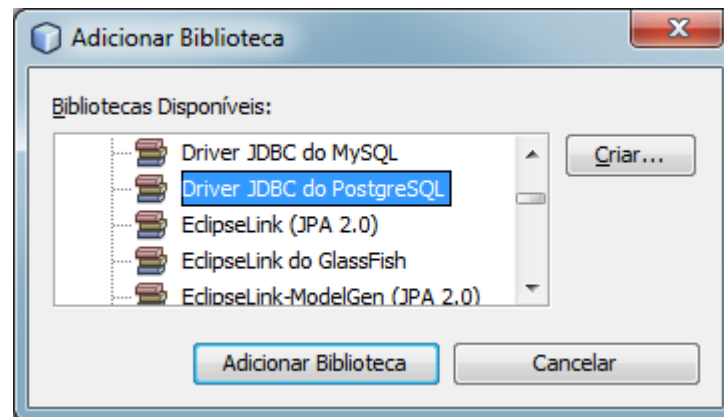 Adicionar Biblioteca
Bibliotecas Disponíveis:
Driver JDBC do MySQL
Criar...
Driver JDBC do PostgreSQL
EclipseLink (JPA 2.0)
EclipseLink do GlassFish
EclipseLink-ModelGen (JPA 2.0)
Adicionar Biblioteca
Cancelar